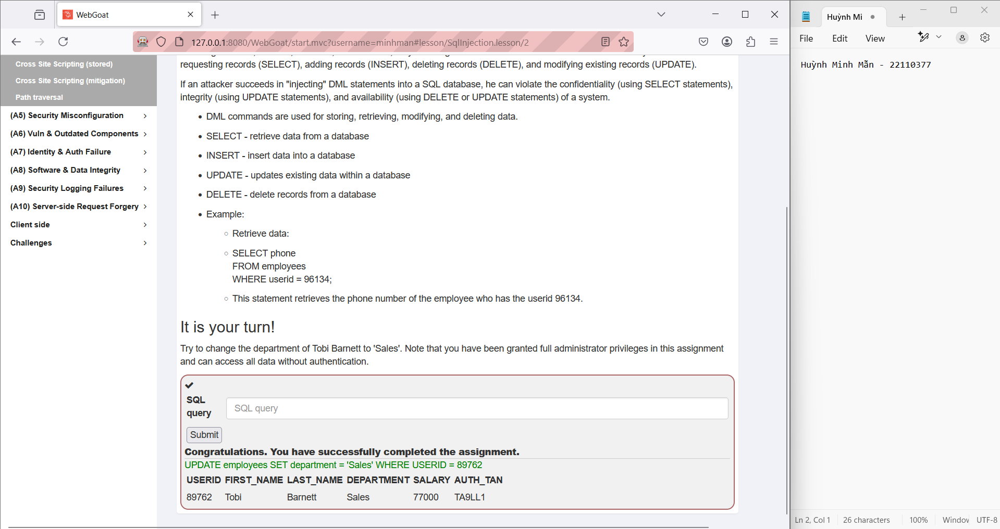 WebGoat
127.0.0.1:8080/WebGoat/start.mvc?username=minhman#lesson/SqlInjection.lesson/2
Cross Site Scripting (stored)
Cross Site Scripting (mitigation)
Path traversal
(A5) Security Misconfiguration
(A6) Vuln & Outdated Components
(A7) Identity & Auth Failure
(A8) Software & Data Integrity
(A9) Security Logging Failures
(A10) Server-side Request Forgery
Client side
Challenges
requesting records (SELECT), adding records (INSERT), deleting records (DELETE), and modifying existing records (UPDATE).
If an attacker succeeds in "injecting" DML statements into a SQL database, he can violate the confidentiality (using SELECT statements),
integrity (using UPDATE statements), and availability (using DELETE or UPDATE statements) of a system.
DML commands are used for storing, retrieving, modifying, and deleting data.
SELECT - retrieve data from a database
INSERT - insert data into a database
UPDATE - updates existing data within a database
DELETE - delete records from a database
Example:
Retrieve data:
SELECT phone
FROM employees
WHERE userid = 96134;
This statement retrieves the phone number of the employee who has the userid 96134.
It is your turn!
Try to change the department of Tobi Barnett to 'Sales'. Note that you have been granted full administrator privileges in this assignment
and can access all data without authentication.
SQL
query
SQL query
Submit
Congratulations. You have successfully completed the assignment.
UPDATE employees SET department = 'Sales' WHERE USERID = 89762
USERID FIRST_NAME LAST_NAME DEPARTMENT SALARY AUTH_TAN
89762 Tobi Barnett Sales 77000 TA9LL1
Huỳnh Mi
File Edit View
Huỳnh Minh Mẫn - 22110377
Ln 2, Col 1 26 characters 100% Window UTF-8